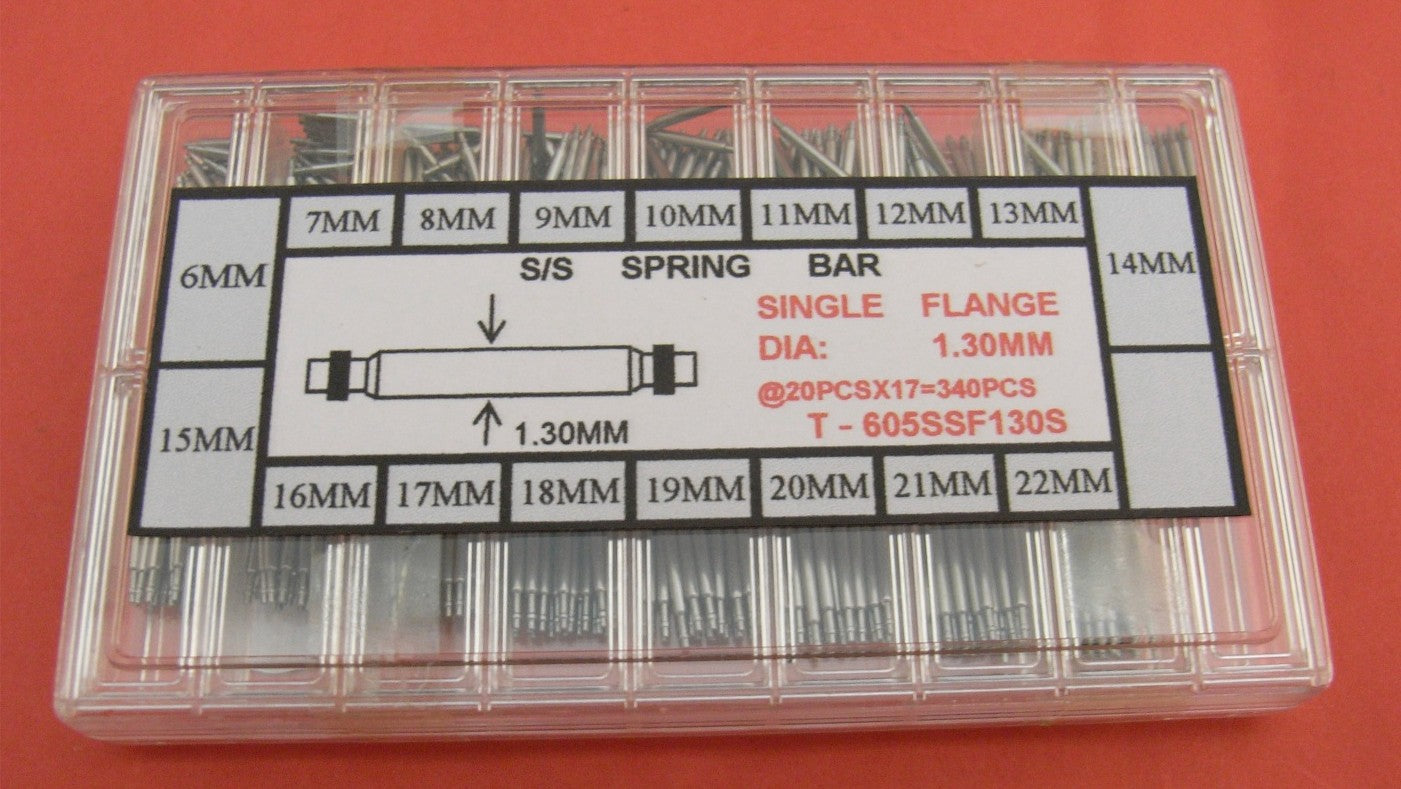 7MM 8MM 9MM 10MM 11MM 12MM 13MM
6MM 14MM
S/S SPRING BAR
SINGLE FLANGE
DIA: 1.30MM
@20PCSX17=340PCS
T - 605SSF130S
1.30MM
15MM
16MM 17MM 18MM 19MM 20MM 21MM 22MM